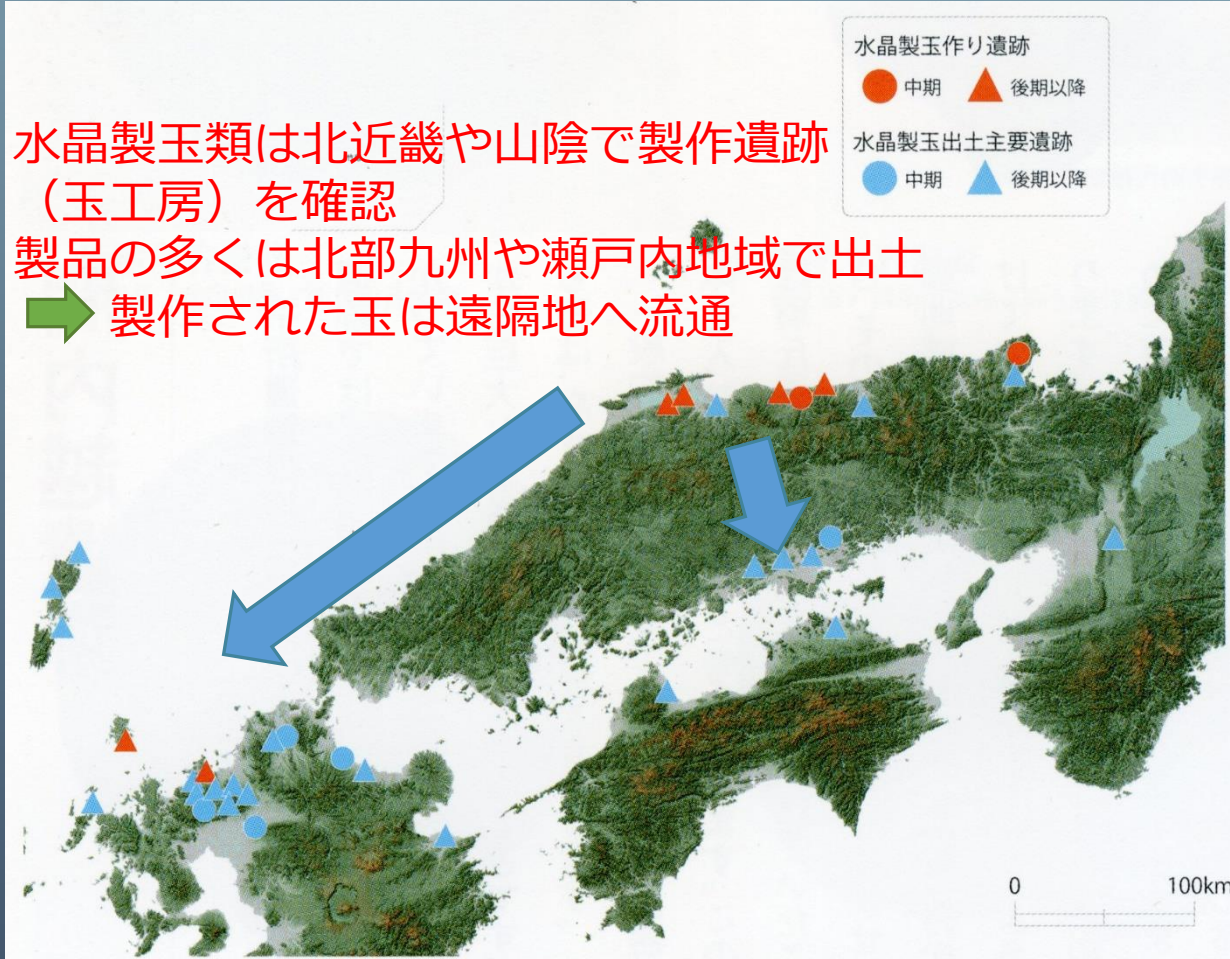 水晶製玉作り遺跡
中期 後期以降
水晶製玉出土主要遺跡
中期 後期以降
水晶製玉類は北近畿や山陰で製作遺跡
（玉工房）を確認
製品の多くは北部九州や瀬戸内地域で出土
製作された玉は遠隔地へ流通
0 100km